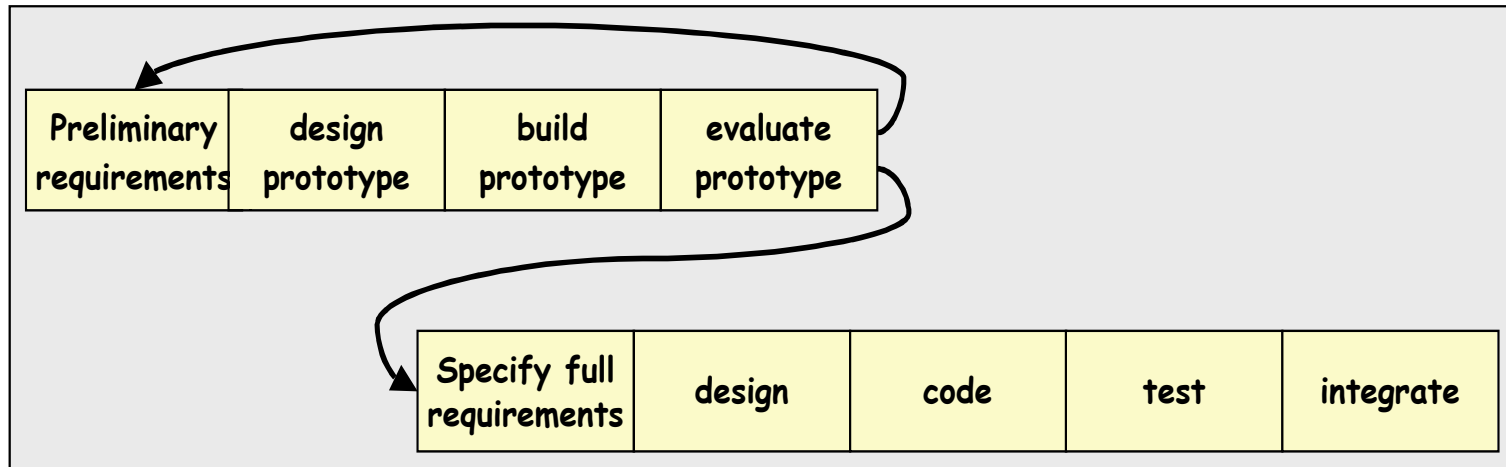 Preliminary
requirements
design
prototype
build
prototype
evaluate
prototype
Specify full
requirements
design
code
test
integrate